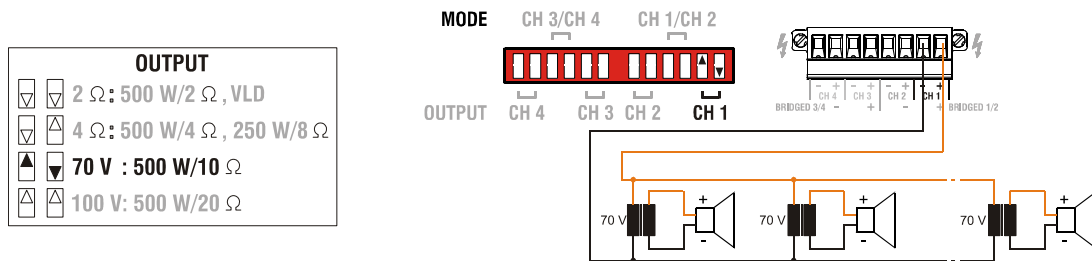 OUTPUT
2 Ω: 500 W/2 Ω, VLD
4 Ω: 500 W/4 Ω, 250 W/8 Ω
70 V : 500 W/10 Ω
100 V: 500 W/20 Ω
MODE CH 3/CH 4 CH 1/CH 2
OUTPUT CH 4 CH 3 CH 2 CH 1
- + - + - + - +
CH 4 CH 3 CH 2 CH 1
BRIDGED 3/4 - + - + BRIDGED 1/2
70 V + -
70 V + -
70 V + -